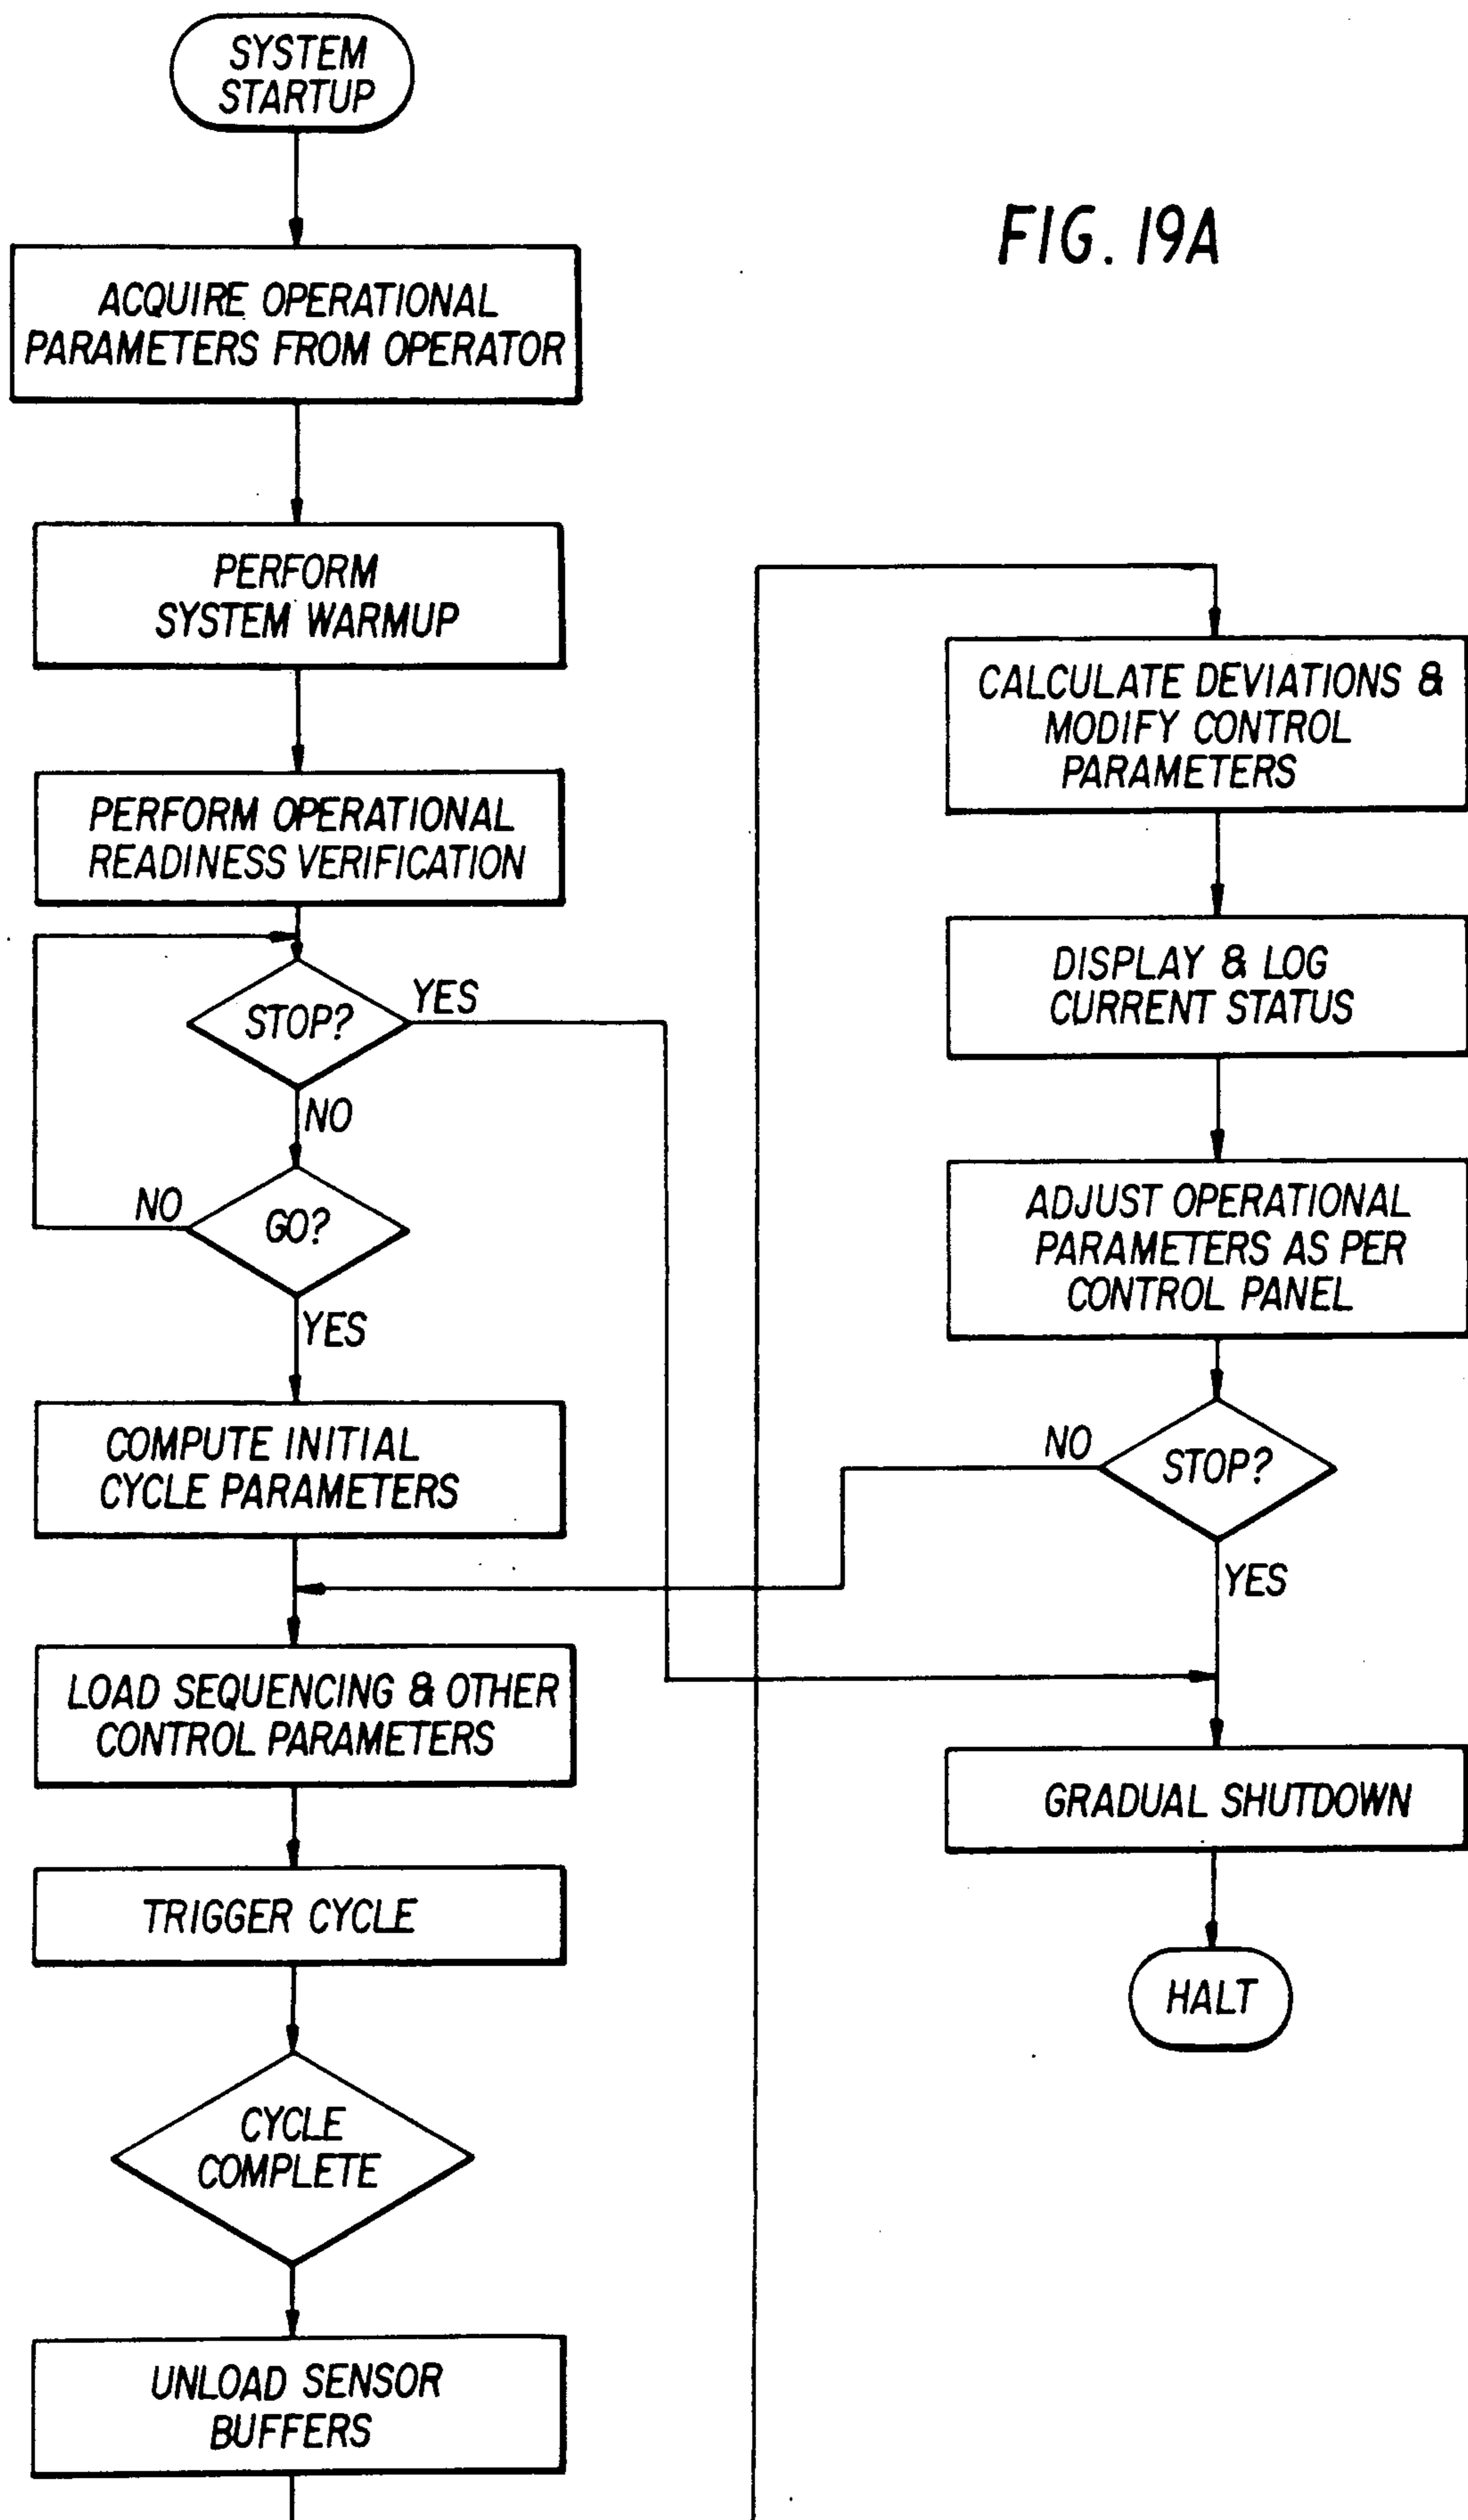 SYSTEM
STARTUP
FIG. 19A
ACQUIRE OPERATIONAL
PARAMETERS FROM OPERATOR
PERFORM
SYSTEM WARMUP
PERFORM OPERATIONAL
READINESS VERIFICATION
STOP?
YES
NO
GO?
NO
YES
COMPUTE INITIAL
CYCLE PARAMETERS
LOAD SEQUENCING & OTHER
CONTROL PARAMETERS
TRIGGER CYCLE
CYCLE
COMPLETE
UNLOAD SENSOR
BUFFERS
CALCULATE DEVIATIONS &
MODIFY CONTROL
PARAMETERS
DISPLAY & LOG
CURRENT STATUS
ADJUST OPERATIONAL
PARAMETERS AS PER
CONTROL PANEL
STOP?
NO
YES
GRADUAL SHUTDOWN
HALT